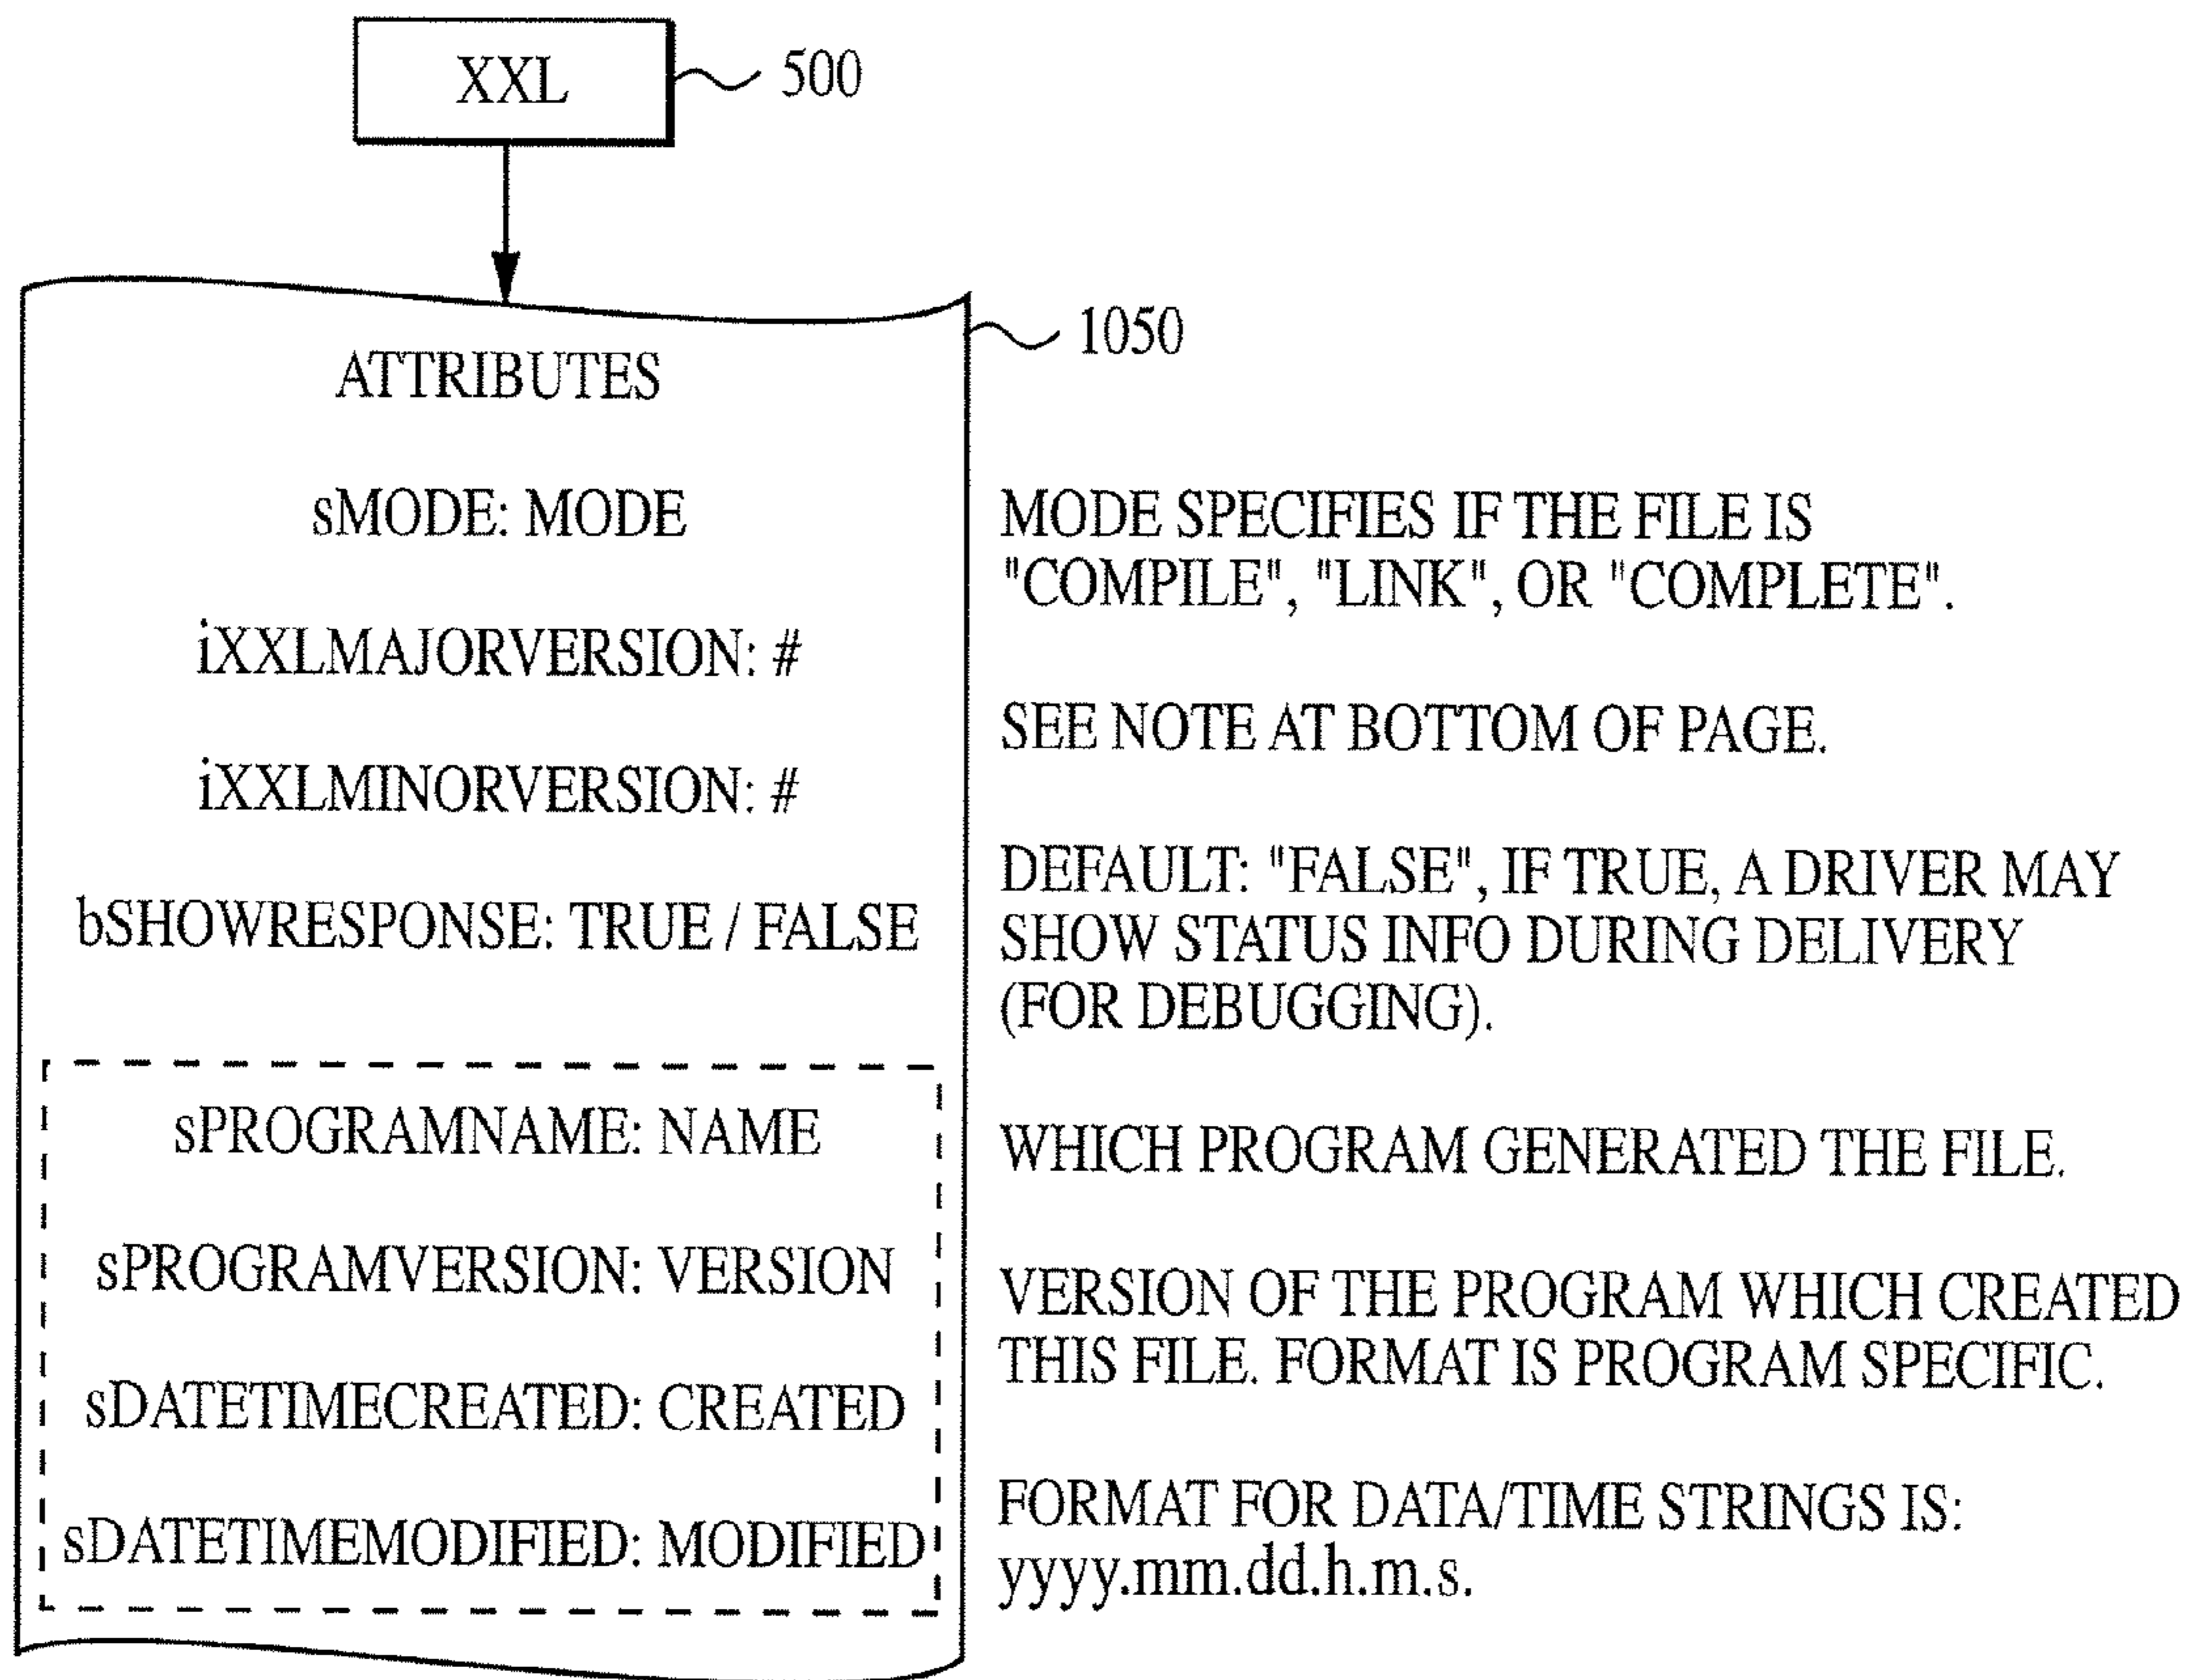 XXL
500
1050
ATTRIBUTES
sMODE: MODE
MODE SPECIFIES IF THE FILE IS
"COMPILE", "LINK", OR "COMPLETE".
iXXLMAJORVERSION: #
SEE NOTE AT BOTTOM OF PAGE.
iXXLMINORVERSION: #
bSHOWRESPONSE: TRUE / FALSE
DEFAULT: "FALSE", IF TRUE, A DRIVER MAY
SHOW STATUS INFO DURING DELIVERY
(FOR DEBUGGING).
sPROGRAMNAME: NAME
WHICH PROGRAM GENERATED THE FILE.
sPROGRAMVERSION: VERSION
VERSION OF THE PROGRAM WHICH CREATED
THIS FILE. FORMAT IS PROGRAM SPECIFIC.
sDATETIMECREATED: CREATED
sDATETIMEMODIFIED: MODIFIED
FORMAT FOR DATA/TIME STRINGS IS:
yyyy.mm.dd.h.m.s.